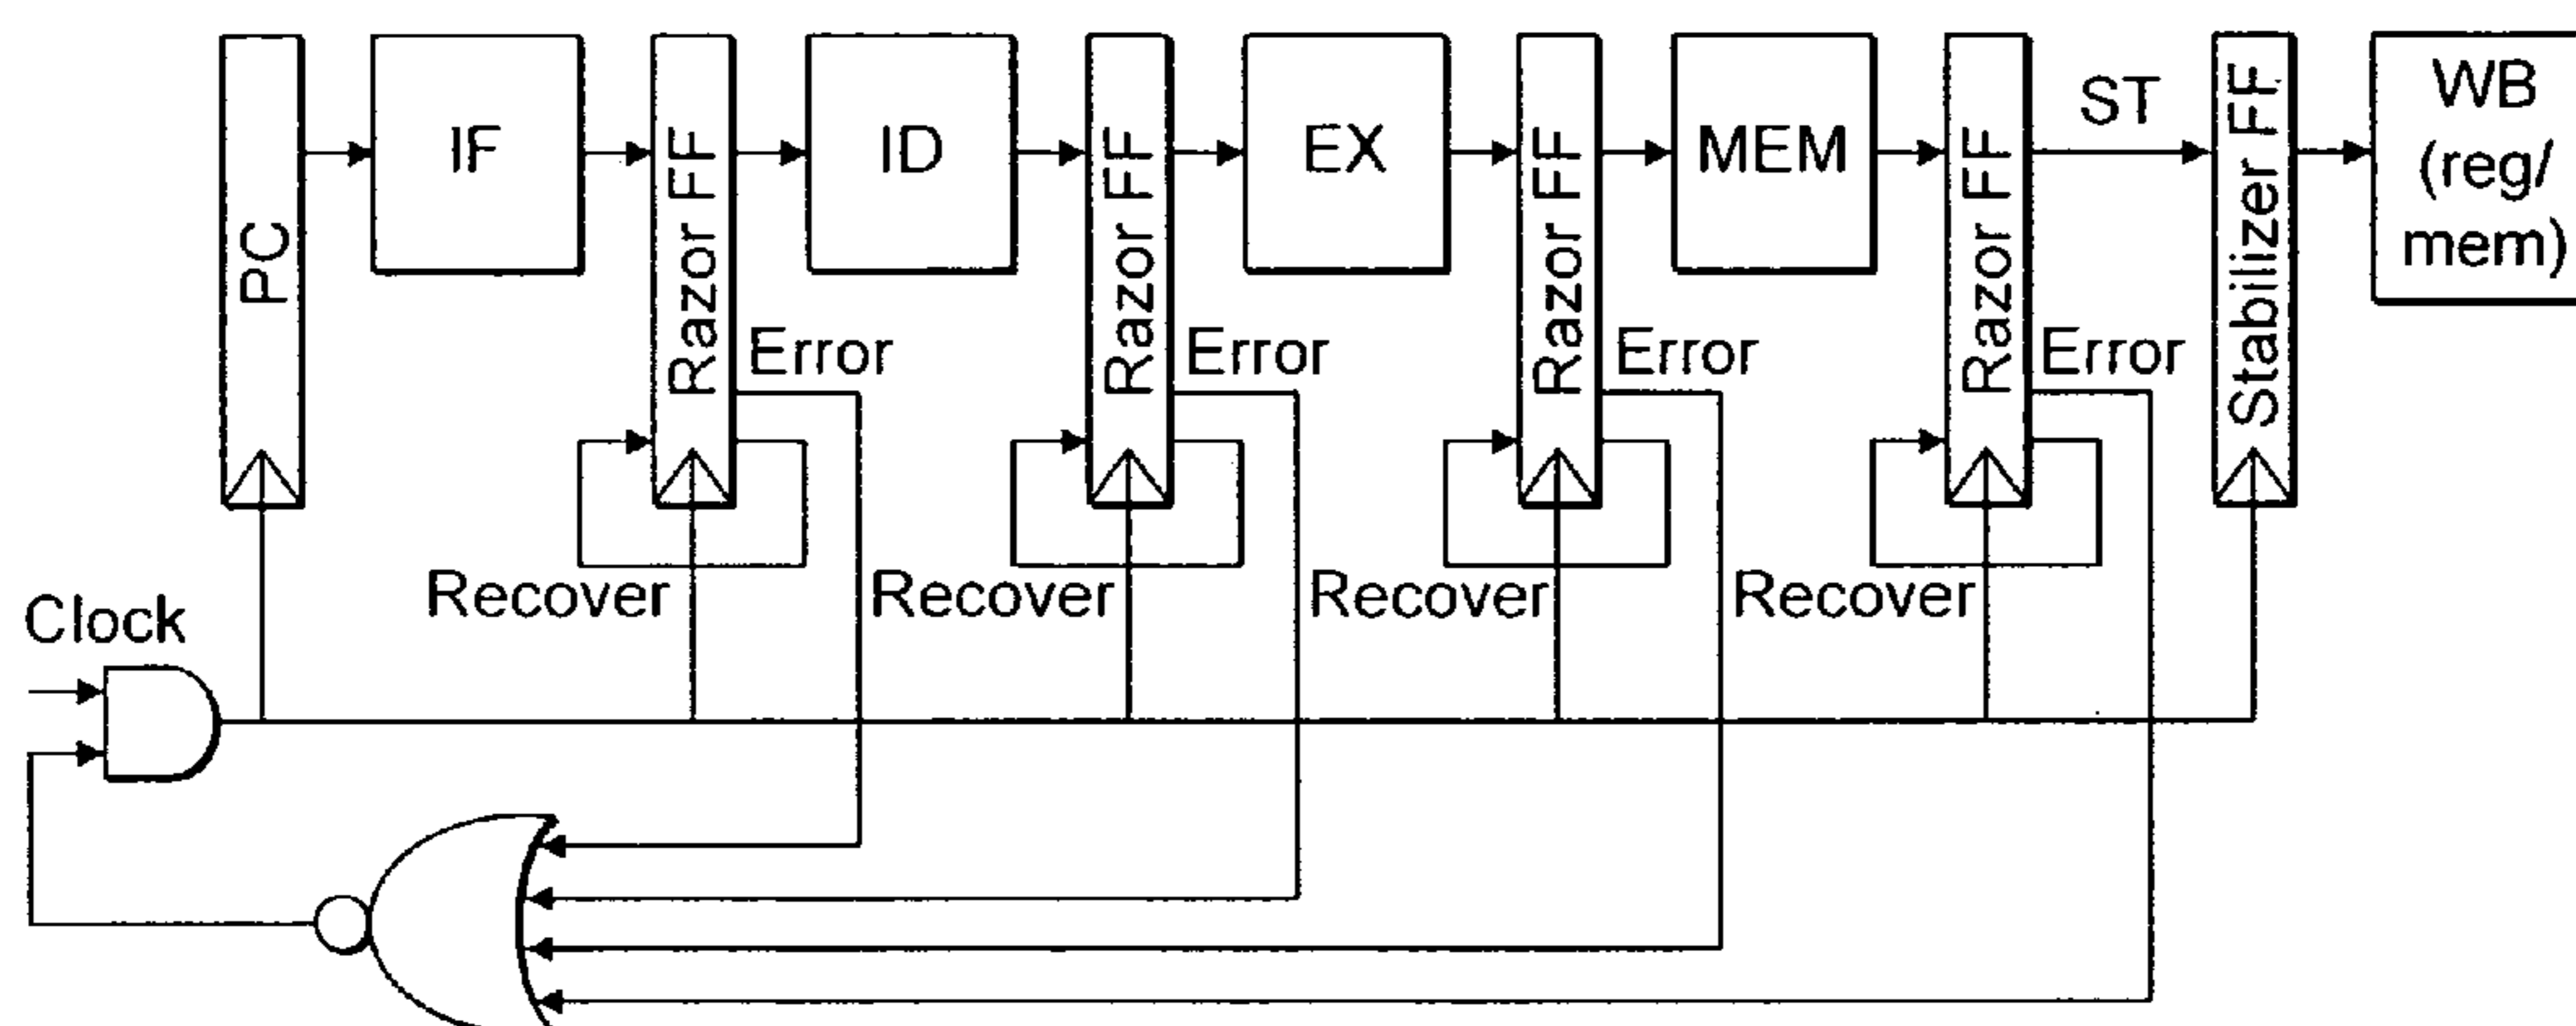 PC
IF
Razor FF
ID
Razor FF
EX
Razor FF
MEM
Razor FF
ST
Stabilizer FF
WB
(reg/
mem)
Error
Error
Error
Error
Recover
Recover
Recover
Recover
Clock